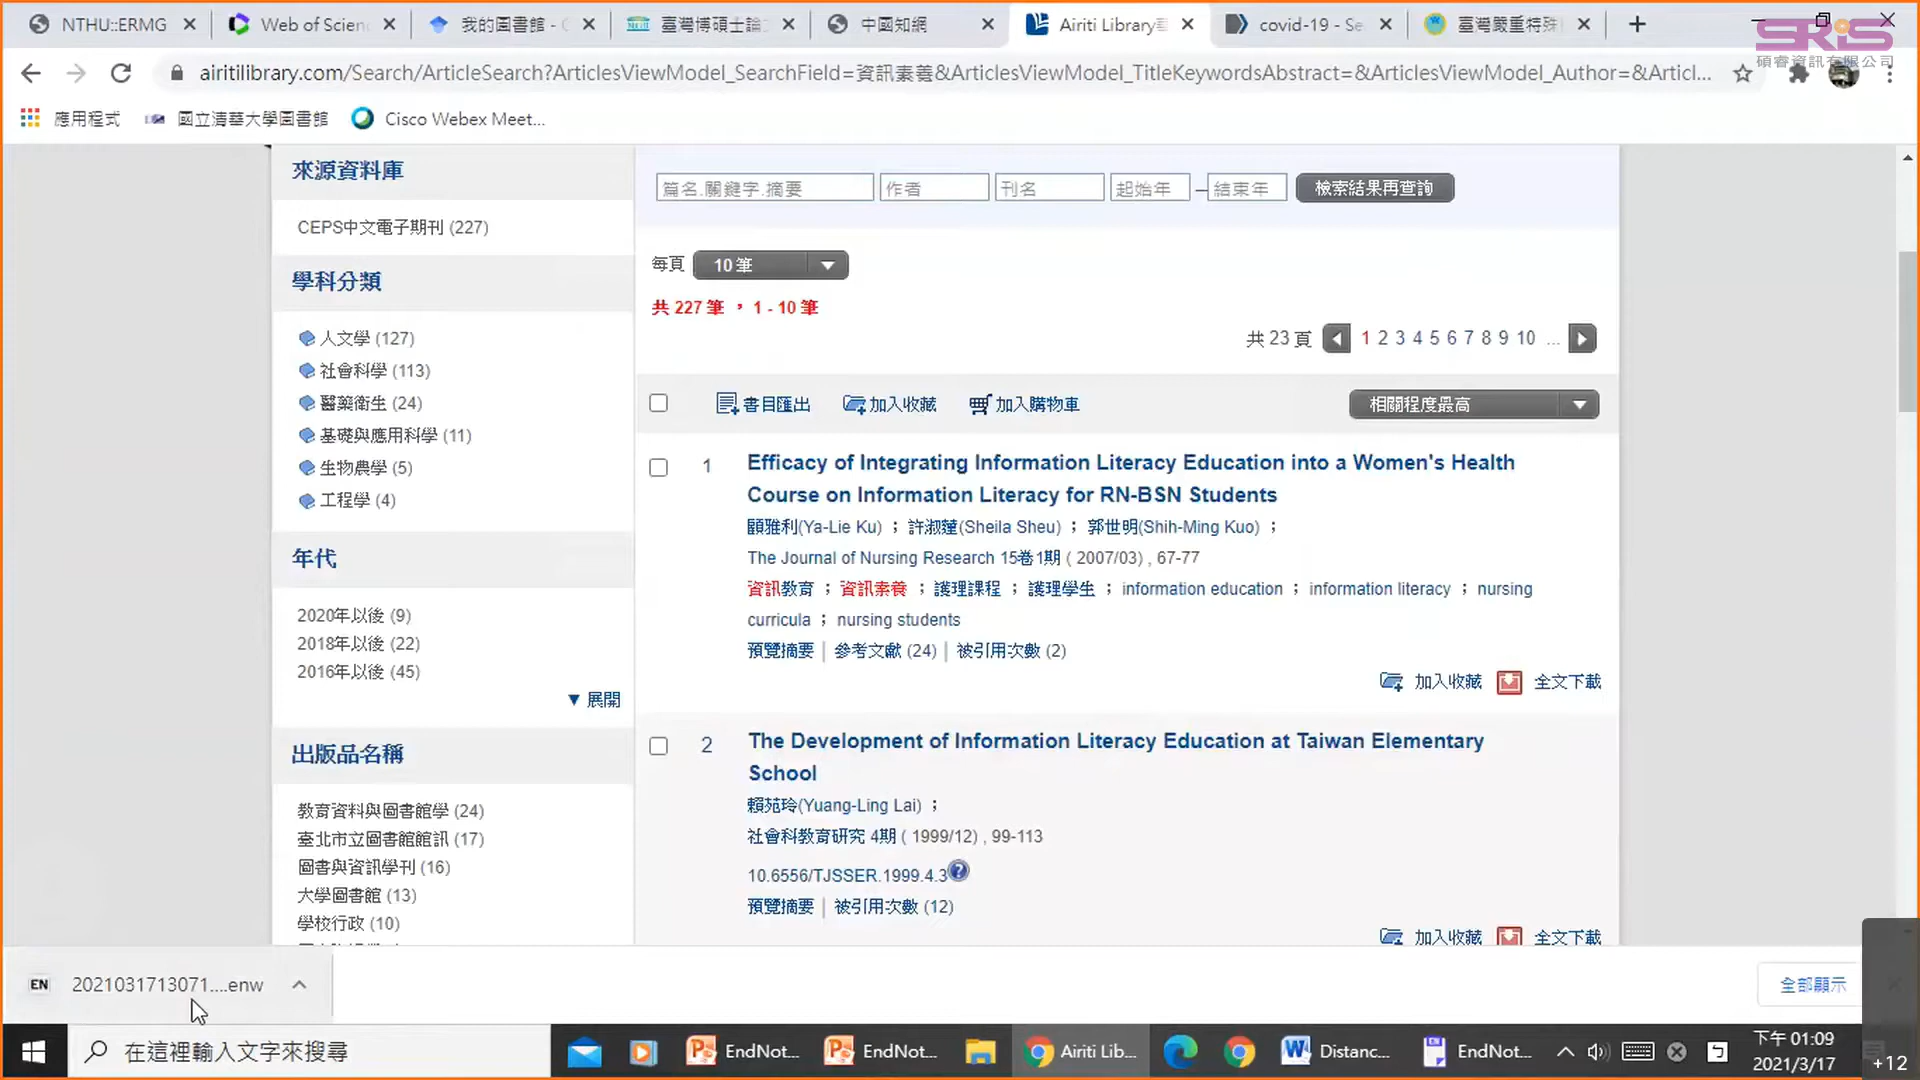 NTHU::ERMG
Web of Scien
我的圖書館 - C
臺灣博碩士論文
中國知網
Airiti Library
covid-19 - Se
臺灣嚴重特殊
SRIS
碩睿資訊有限公司
airitilibrary.com/Search/ArticleSearch?ArticlesViewModel_SearchField=資訊素養&ArticlesViewModel_TitleKeywordsAbstract=&ArticlesViewModel_Author=&Articl...
應用程式
國立清華大學圖書館
Cisco Webex Meet...
來源資料庫
CEPS中文電子期刊 (227)
學科分類
人文學 (127)
社會科學 (113)
醫藥衛生 (24)
基礎與應用科學 (11)
生物農學 (5)
工程學 (4)
年代
2020年以後 (9)
2018年以後 (22)
2016年以後 (45)
▼ 展開
出版品名稱
教育資料與圖書館學 (24)
臺北市立圖書館館訊 (17)
圖書與資訊學刊 (16)
大學圖書館 (13)
學校行政 (10)
篇名.關鍵字.摘要 作者 刊名 起始年 — 結束年 檢索結果再查詢
每頁 10 筆
共 227 筆 ， 1 - 10 筆
共 23 頁 1 2 3 4 5 6 7 8 9 10 ...
書目匯出 加入收藏 加入購物車 相關程度最高
1 Efficacy of Integrating Information Literacy Education into a Women's Health
Course on Information Literacy for RN-BSN Students
顧雅利(Ya-Lie Ku) ； 許淑蓮(Sheila Sheu) ； 郭世明(Shih-Ming Kuo) ；
The Journal of Nursing Research 15卷1期 ( 2007/03) , 67-77
資訊教育 ； 資訊素養 ； 護理課程 ； 護理學生 ； information education ； information literacy ； nursing
curricula ； nursing students
預覽摘要 | 參考文獻 (24) | 被引用次數 (2)
加入收藏 全文下載
2 The Development of Information Literacy Education at Taiwan Elementary
School
賴苑玲(Yuang-Ling Lai) ；
社會科教育研究 4期 ( 1999/12) , 99-113
10.6556/TJSSER.1999.4.3
預覽摘要 | 被引用次數 (12)
加入收藏 全文下載
EN 2021031713071....enw
全部顯示
在這裡輸入文字來搜尋
EndNot...
EndNot...
Airiti Lib...
Distanc...
EndNot...
下午 01:09
2021/3/17
+12